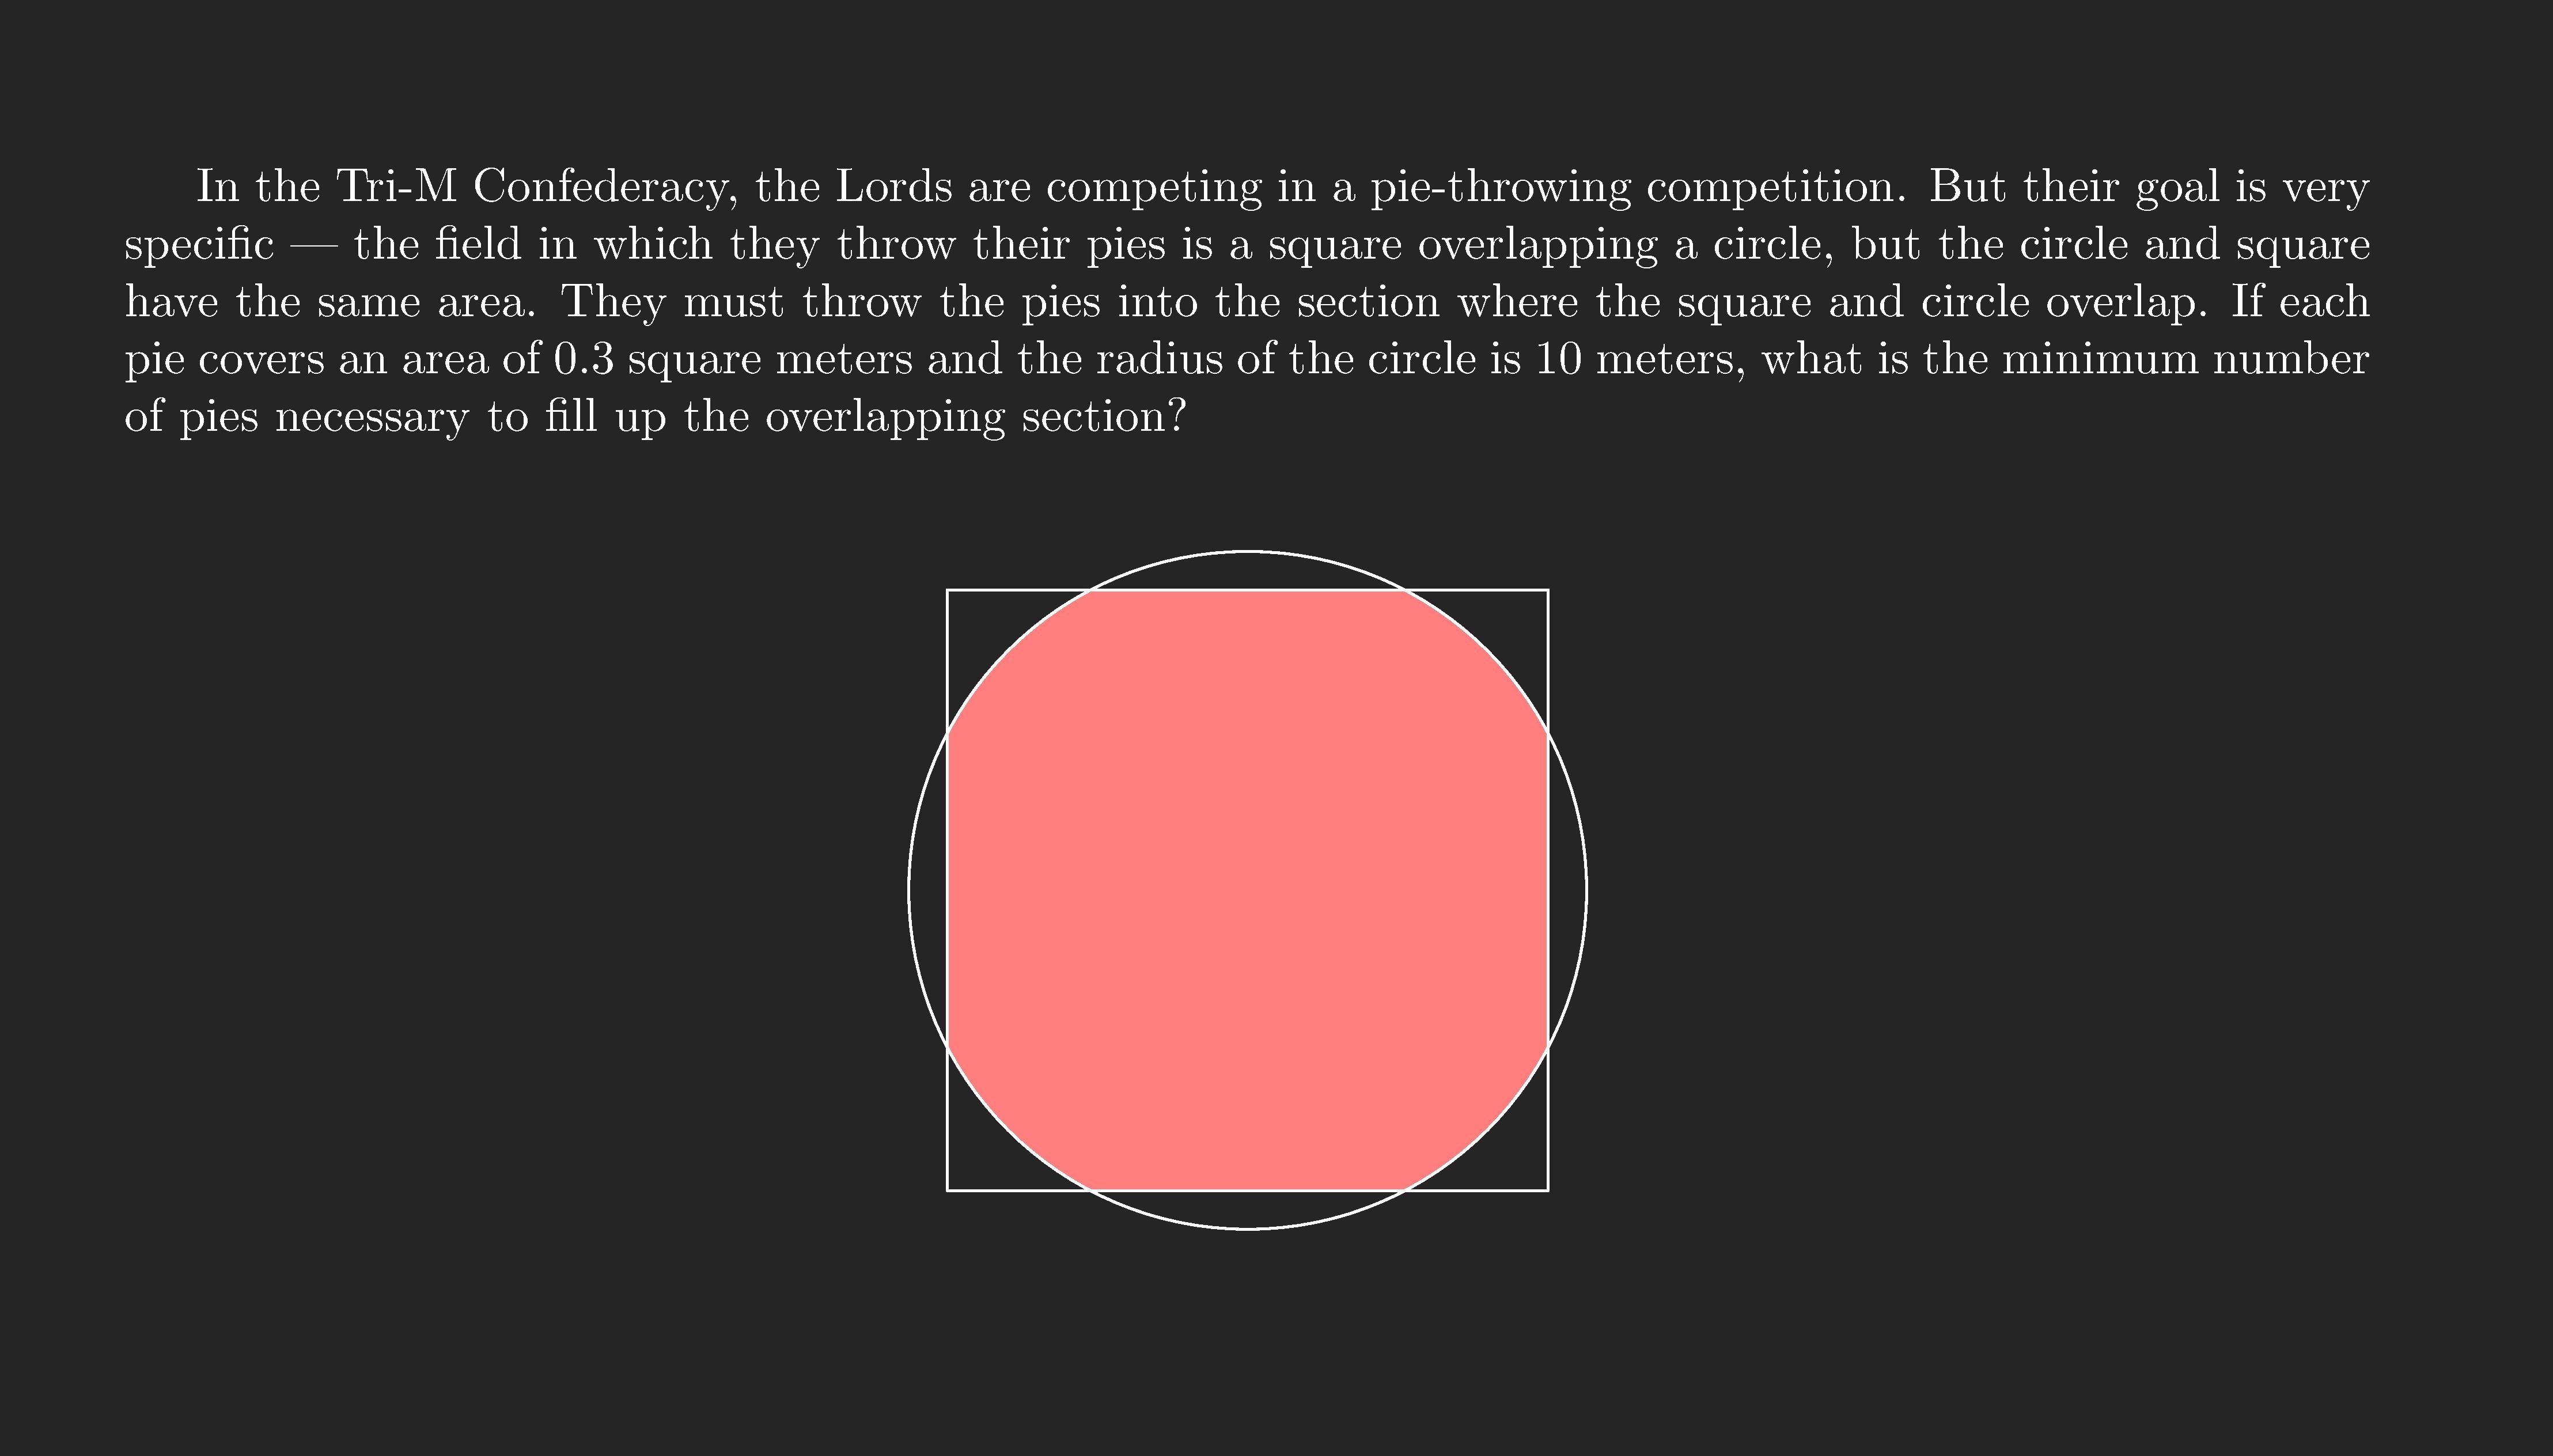 In the Tri-M Confederacy, the Lords are competing in a pie-throwing competition. But their goal is very
specific — the field in which they throw their pies is a square overlapping a circle, but the circle and square
have the same area. They must throw the pies into the section where the square and circle overlap. If each
pie covers an area of 0.3 square meters and the radius of the circle is 10 meters, what is the minimum number
of pies necessary to fill up the overlapping section?